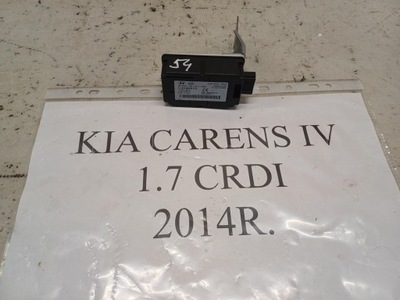 54
KIA CARENS IV
1.7 CRDI
2014R.